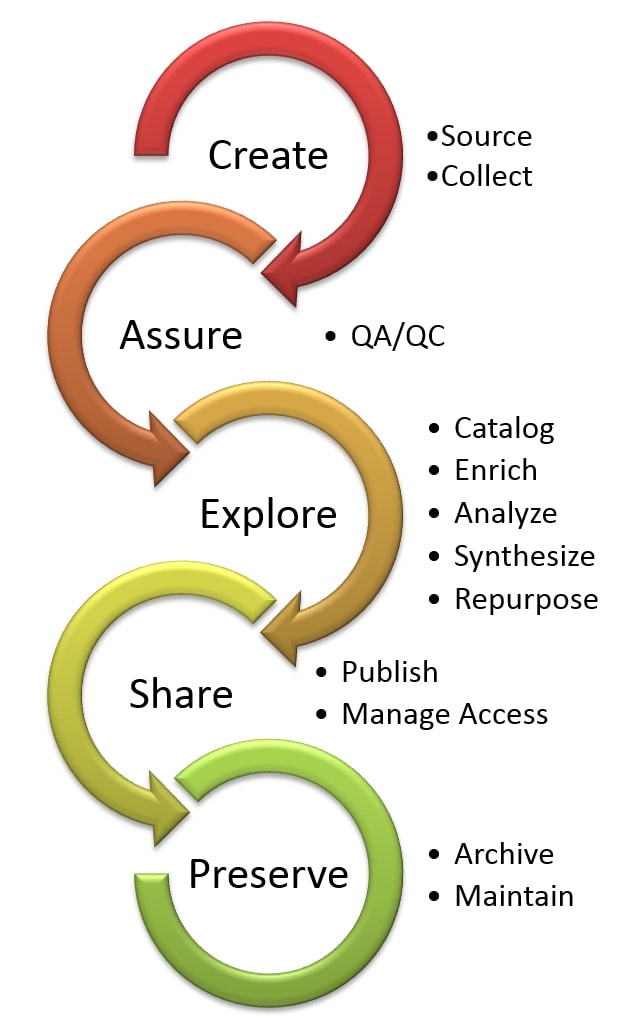 Create
•Source
•Collect
Assure
• QA/QC
Explore
• Catalog
• Enrich
• Analyze
• Synthesize
• Repurpose
Share
• Publish
• Manage Access
Preserve
• Archive
• Maintain